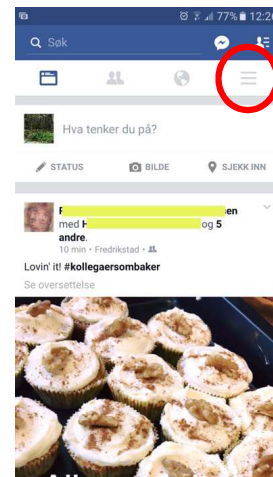 77% 12:26
Søk
Hva tenker du på?
STATUS BILDE SJEKK INN
en
med H og 5
andre.
10 min • Fredrikstad •
Lovin' it! #kollegaersombaker
Se oversettelse